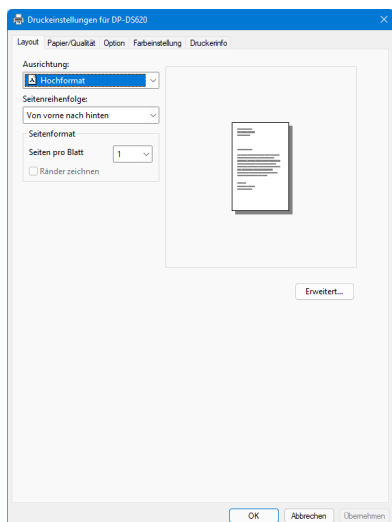 Druckeinstellungen für DP-DS620
Layout Papier/Qualität Option Farbeinstellung Druckerinfo
Ausrichtung:
A Hochformat
Seitenreihenfolge:
Von vorne nach hinten
Seitenformat
Seiten pro Blatt 1
Ränder zeichnen
Erweitert...
OK Abbrechen Übernehmen